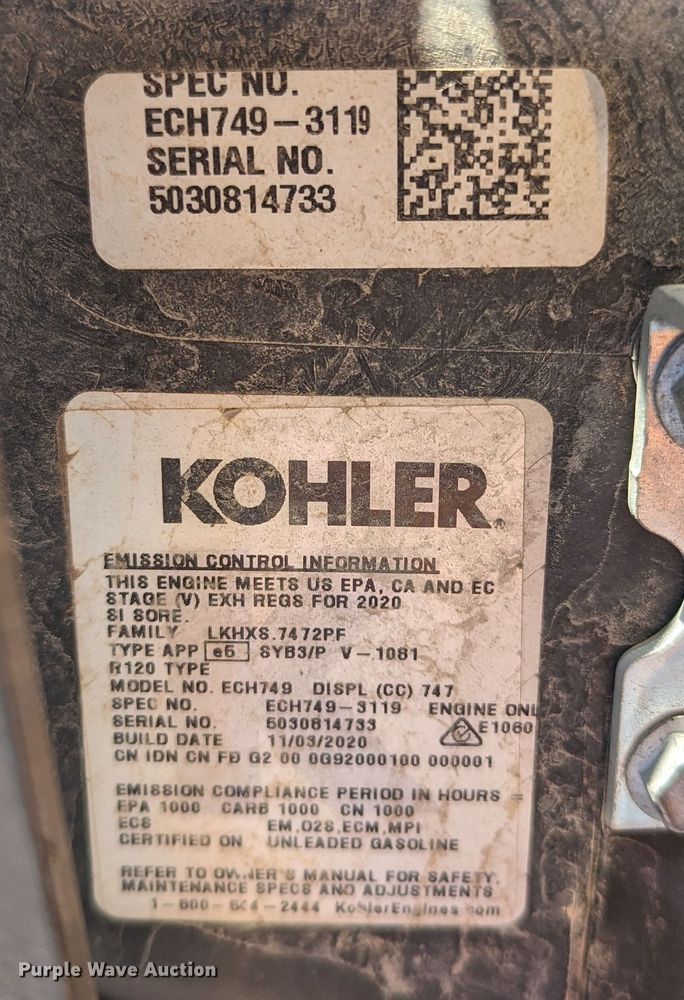 SPEC NO.
ECH749-3119
SERIAL NO.
5030814733
KOHLER
EMISSION CONTROL INFORMATION
THIS ENGINE MEETS US EPA, CA AND EC
STAGE (V) EXH REGS FOR 2020
SI SORE.
FAMILY LKHXS.7472PF
TYPE APP e5 SYB3/P V-1081
R120 TYPE
MODEL NO. ECH749 DISPL (CC) 747
SPEC NO. ECH749-3119 ENGINE ONL
SERIAL NO. 5030814733 E1060
BUILD DATE 11/03/2020
CN IDN CN FD G2 00 0G92000100 000001
EMISSION COMPLIANCE PERIOD IN HOURS =
EPA 1000 CARB 1000 CN 1000
ECS EM,O2S,ECM,MPI
CERTIFIED ON UNLEADED GASOLINE
REFER TO OWNER'S MANUAL FOR SAFETY,
MAINTENANCE SPECS AND ADJUSTMENTS
1-800-544-2444 KohlerEngines.com
Purple Wave Auction